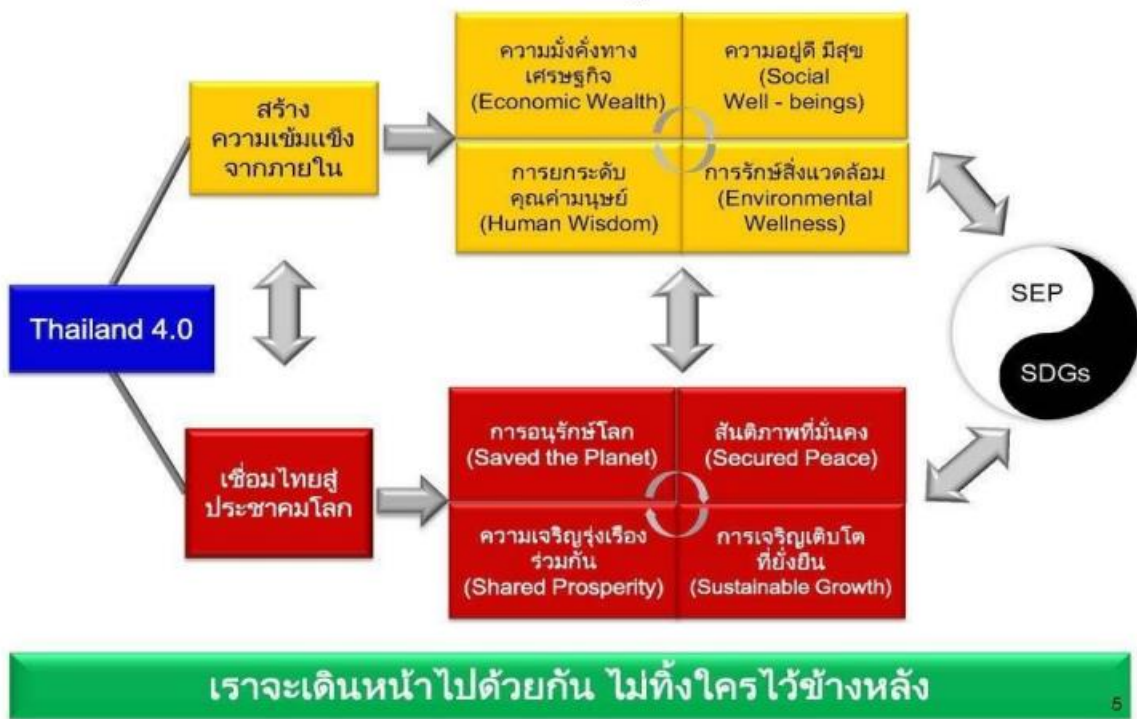 ความมั่งคั่งทาง
เศรษฐกิจ
(Economic Wealth)
ความอยู่ดี มีสุข
(Social
Well - beings)
สร้าง
ความเข้มแข็ง
จากภายใน
การยกระดับ
คุณค่ามนุษย์
(Human Wisdom)
การรักษ์สิ่งแวดล้อม
(Environmental
Wellness)
Thailand 4.0
SEP
SDGs
การอนุรักษ์โลก
(Saved the Planet)
สันติภาพที่มั่นคง
(Secured Peace)
เชื่อมไทยสู่
ประชาคมโลก
ความเจริญรุ่งเรือง
ร่วมกัน
(Shared Prosperity)
การเจริญเติบโต
ที่ยั่งยืน
(Sustainable Growth)
เราจะเดินหน้าไปด้วยกัน ไม่ทิ้งใครไว้ข้างหลัง
5